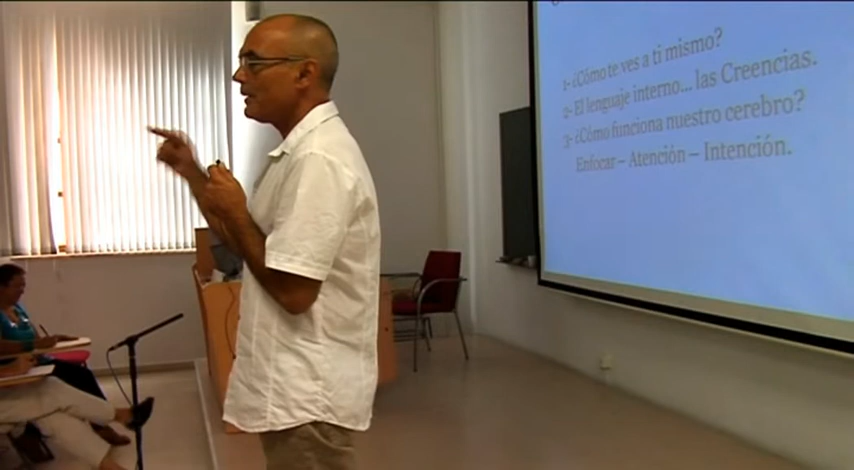 1- ¿Cómo te ves a ti mismo?
2- El lenguaje interno...las Creencias.
3- ¿Cómo funciona nuestro cerebro?
Enfocar – Atención – Intención.